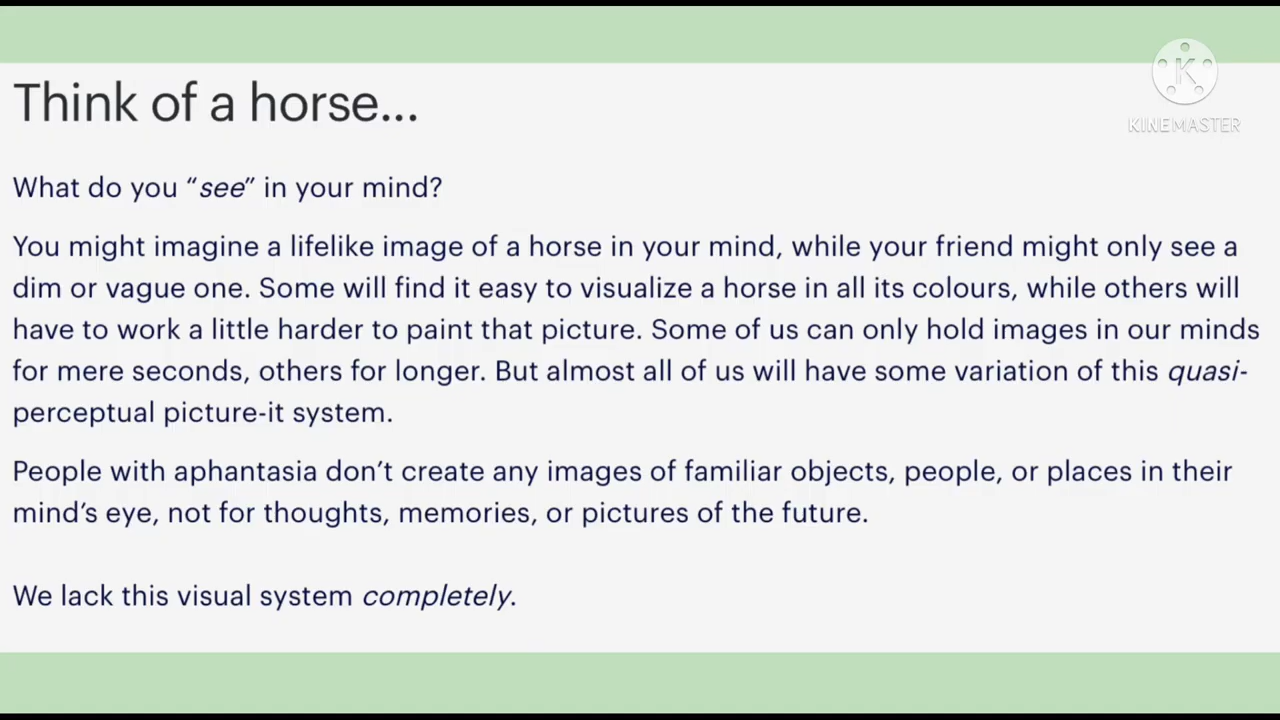 Think of a horse...
KINEMASTER
What do you “see” in your mind?
You might imagine a lifelike image of a horse in your mind, while your friend might only see a
dim or vague one. Some will find it easy to visualize a horse in all its colours, while others will
have to work a little harder to paint that picture. Some of us can only hold images in our minds
for mere seconds, others for longer. But almost all of us will have some variation of this quasi-
perceptual picture-it system.
People with aphantasia don’t create any images of familiar objects, people, or places in their
mind’s eye, not for thoughts, memories, or pictures of the future.
We lack this visual system completely.